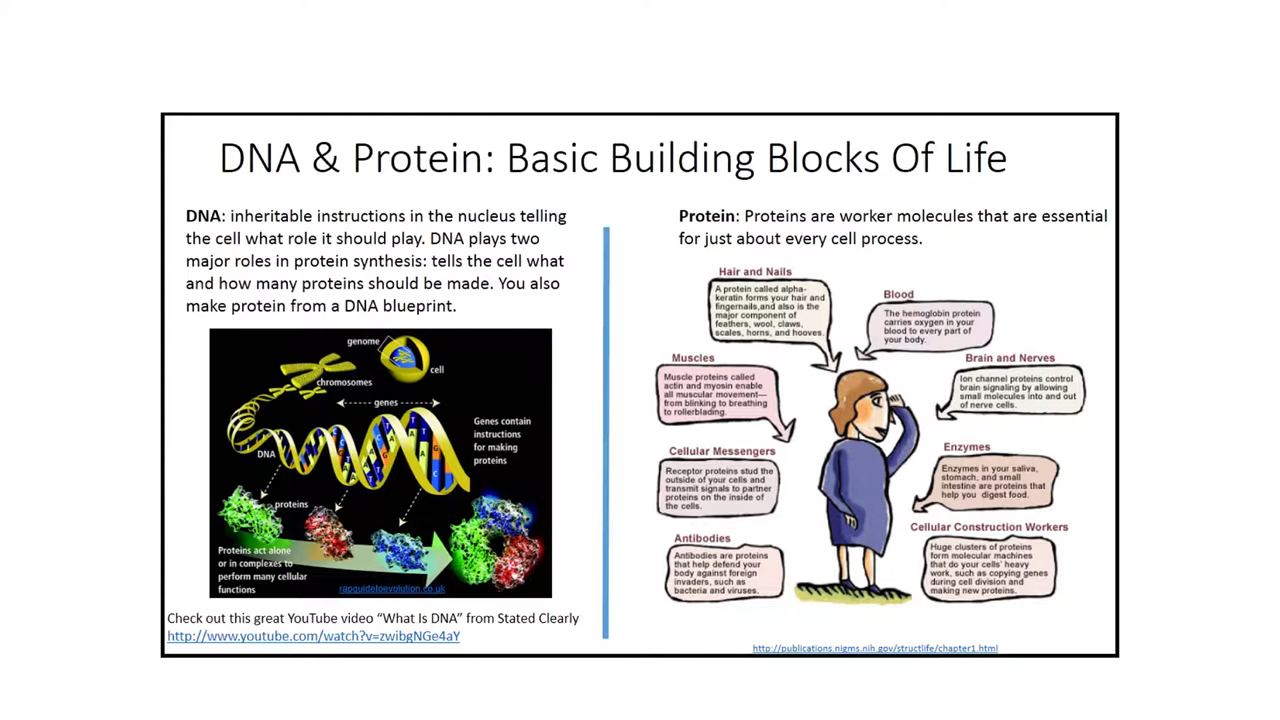 DNA & Protein: Basic Building Blocks Of Life
DNA: inheritable instructions in the nucleus telling
the cell what role it should play. DNA plays two
major roles in protein synthesis: tells the cell what
and how many proteins should be made. You also
make protein from a DNA blueprint.
genome
cell
chromosomes
genes
Genes contain
instructions
for making
proteins
DNA
proteins
Proteins act alone
or in complexes to
perform many cellular
functions
rapguidetoevolution.co.uk
Check out this great YouTube video “What Is DNA” from Stated Clearly
http://www.youtube.com/watch?v=zwibgNGe4aY
Protein: Proteins are worker molecules that are essential
for just about every cell process.
Hair and Nails
A protein called alpha-
keratin forms your hair and
fingernails,and also is the
major component of
feathers, wool, claws,
scales, horns, and hooves.
Blood
The hemoglobin protein
carries oxygen in your
blood to every part of
your body.
Muscles
Muscle proteins called
actin and myosin enable
all muscular movement—
from blinking to breathing
to rollerblading.
Brain and Nerves
Ion channel proteins control
brain signaling by allowing
small molecules into and out
of nerve cells.
Cellular Messengers
Receptor proteins stud the
outside of your cells and
transmit signals to partner
proteins on the inside of
the cells.
Enzymes
Enzymes in your saliva,
stomach, and small
intestine are proteins that
help you digest food.
Antibodies
Antibodies are proteins
that help defend your
body against foreign
invaders, such as
bacteria and viruses.
Cellular Construction Workers
Huge clusters of proteins
form molecular machines
that do your cells' heavy
work, such as copying genes
during cell division and
making new proteins.
http://publications.nigms.nih.gov/structlife/chapter1.html